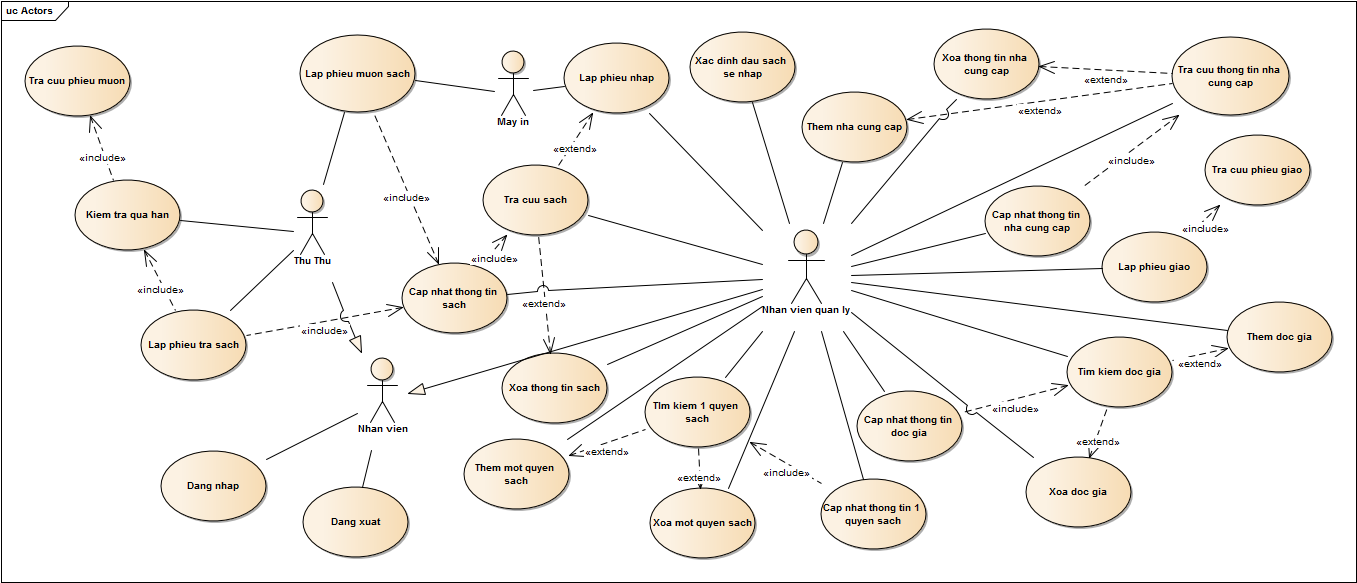 uc Actors
Tra cuu phieu muon
Lap phieu muon sach
May in
Lap phieu nhap
Xac dinh dau sach
se nhap
Xoa thong tin nha
cung cap
Tra cuu thong tin nha
cung cap
«extend»
«extend»
Them nha cung cap
«include»
«extend»
«include»
Tra cuu phieu giao
«include»
Tra cuu sach
Kiem tra qua han
Cap nhat thong tin
nha cung cap
«include»
Thu Thu
«include»
Lap phieu giao
«include»
Cap nhat thong tin
sach
«extend»
Nhan vien quan ly
«include»
Lap phieu tra sach
Them doc gia
«extend»
Tim kiem doc gia
Xoa thong tin sach
Nhan vien
TIm kiem 1 quyen
sach
«include»
Cap nhat thong tin
doc gia
«extend»
«extend»
Them mot quyen
sach
«extend»
«include»
Dang nhap
Xoa doc gia
Dang xuat
Xoa mot quyen sach
Cap nhat thong tin 1
quyen sach